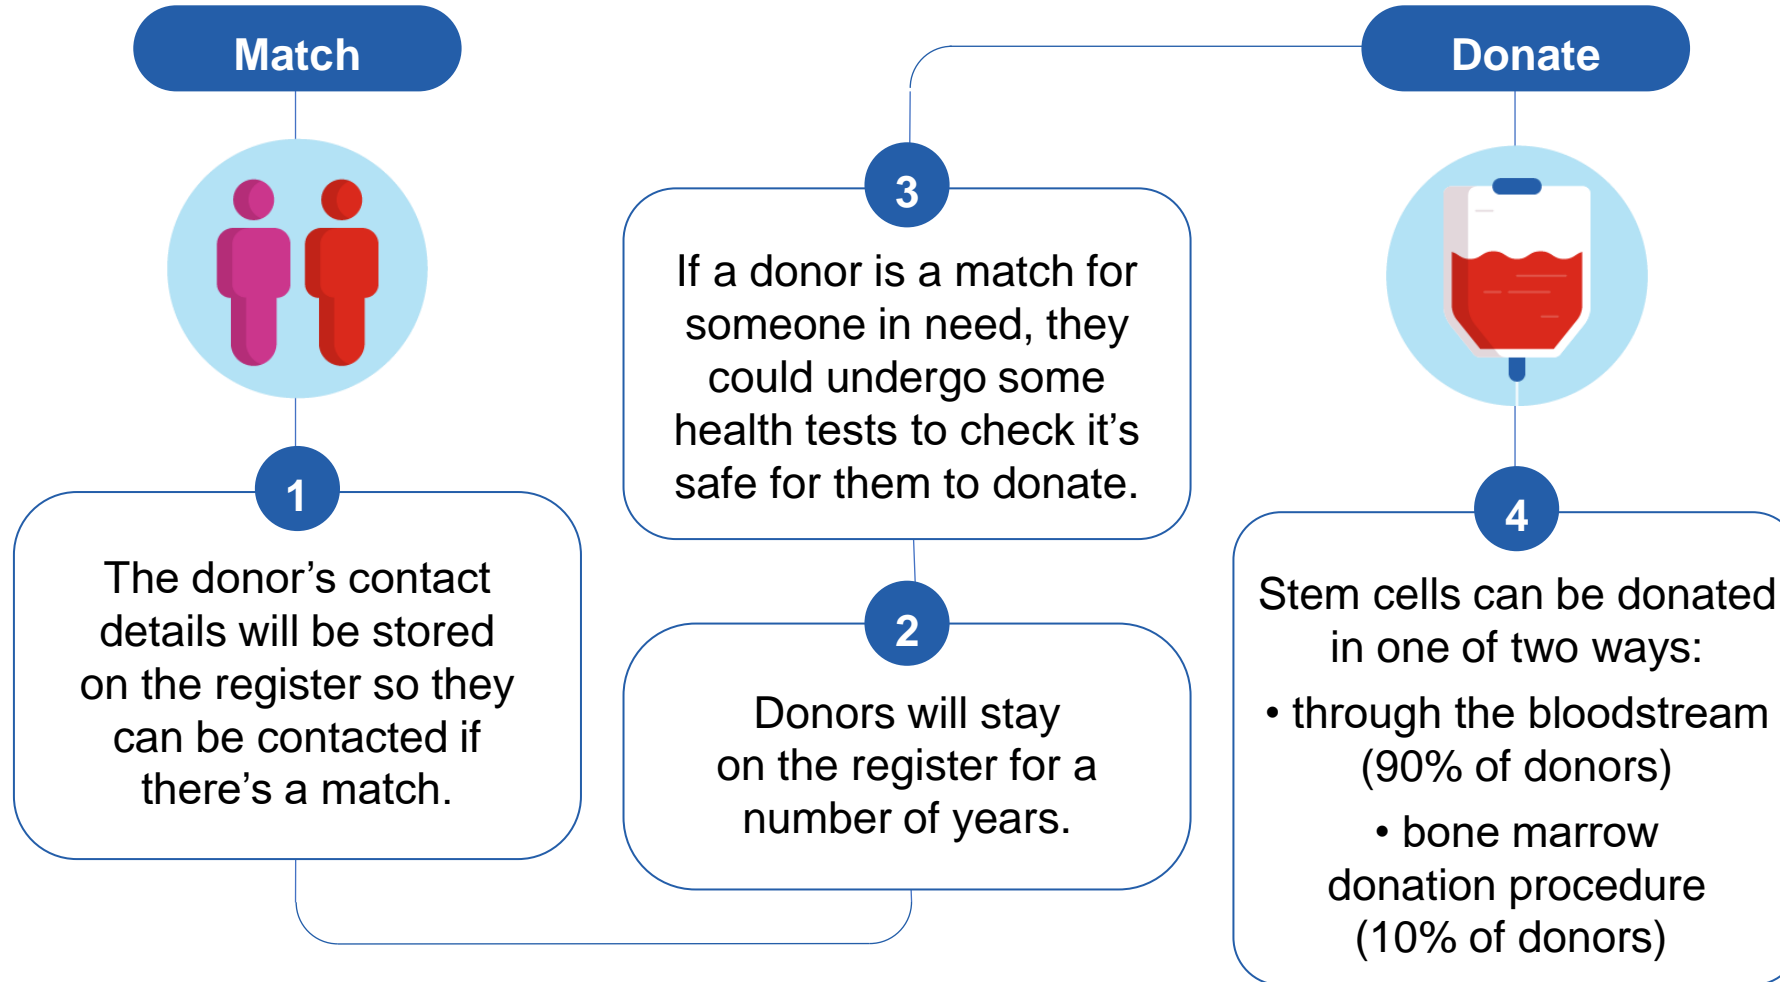 Match
1
The donor’s contact
details will be stored
on the register so they
can be contacted if
there’s a match.
2
Donors will stay
on the register for a
number of years.
3
If a donor is a match for
someone in need, they
could undergo some
health tests to check it’s
safe for them to donate.
Donate
4
Stem cells can be donated
in one of two ways:
• through the bloodstream
(90% of donors)
• bone marrow
donation procedure
(10% of donors)